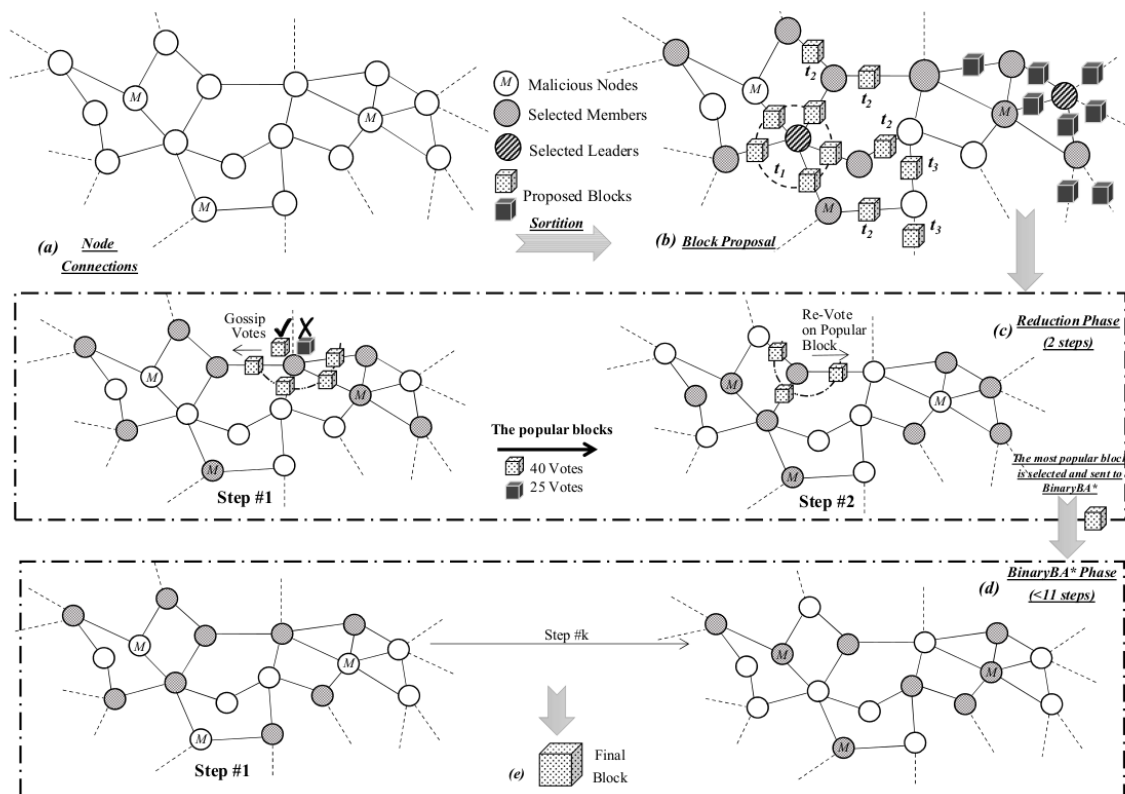 M
M
M
(a) Node
Connections
M Malicious Nodes
Selected Members
Selected Leaders
Proposed Blocks
Sortition
M
M
M
t2
t2
t2
t1
t3
t2
t3
(b) Block Proposal
(c) Reduction Phase
(2 steps)
Gossip
Votes
M
M
M
Step #1
The popular blocks
40 Votes
25 Votes
Re-Vote
on Popular
Block
M
M
M
Step #2
The most popular block
is selected and sent to
BinaryBA*
(d) BinaryBA* Phase
(<11 steps)
M
M
M
Step #1
Step #k
M
M
M
(e) Final
Block